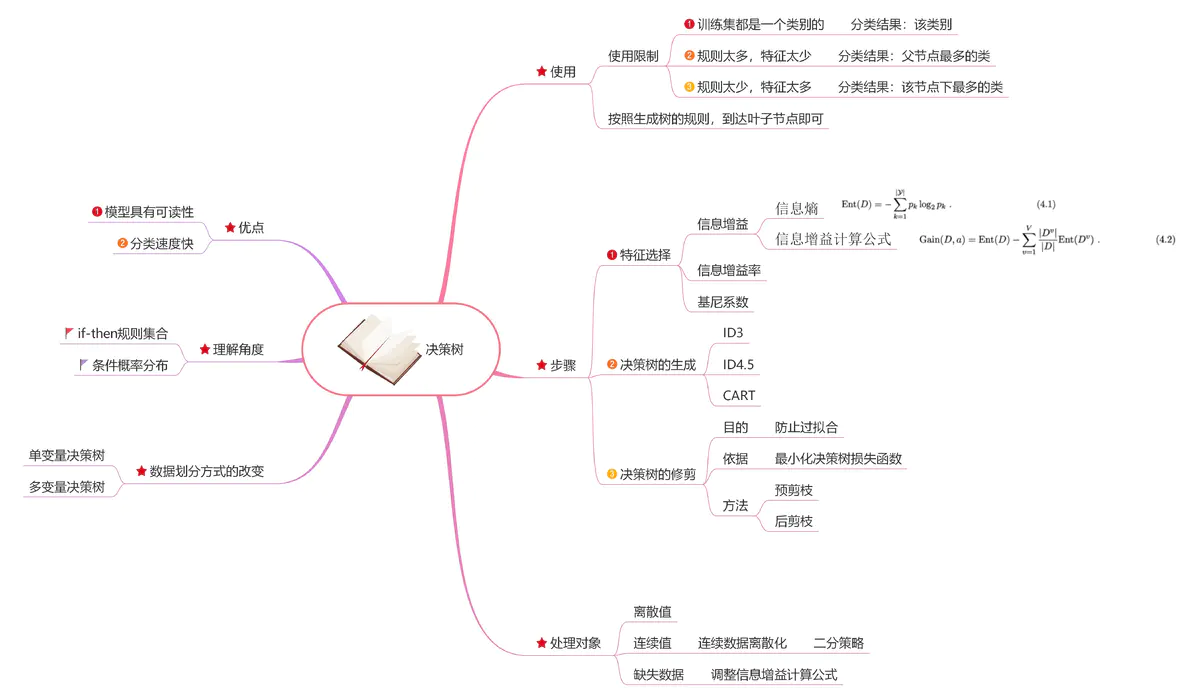 决策树
使用
使用限制
1 训练集都是一个类别的 分类结果：该类别
2 规则太多，特征太少 分类结果：父节点最多的类
3 规则太少，特征太多 分类结果：该节点下最多的类
按照生成树的规则，到达叶子节点即可
步骤
1 特征选择
信息增益
信息熵 Ent(D) = −∑_{k=1}^{|𝒴|} p_k log₂ p_k . (4.1)
信息增益计算公式 Gain(D, a) = Ent(D) − ∑_{v=1}^{V} |D^v|/|D| Ent(D^v) . (4.2)
信息增益率
基尼系数
2 决策树的生成
ID3
ID4.5
CART
3 决策树的修剪
目的 防止过拟合
依据 最小化决策树损失函数
方法
预剪枝
后剪枝
处理对象
离散值
连续值 连续数据离散化 二分策略
缺失数据 调整信息增益计算公式
优点
1 模型具有可读性
2 分类速度快
理解角度
if-then规则集合
条件概率分布
数据划分方式的改变
单变量决策树
多变量决策树